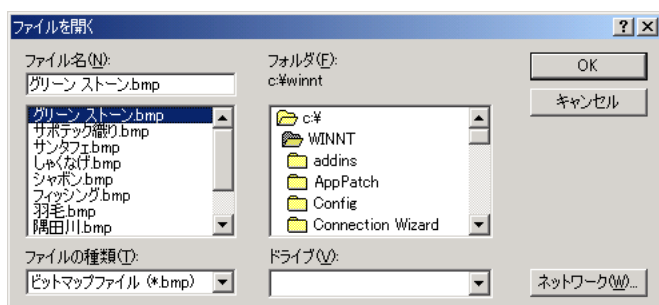 ファイルを開く
ファイル名(N):
グリーン ストーン.bmp
グリーン ストーン.bmp
サポテック織り.bmp
サンタフェ.bmp
しゃくなげ.bmp
シャボン.bmp
フィッシング.bmp
羽毛.bmp
隅田川.bmp
ファイルの種類(T):
ビットマップファイル (*.bmp)
フォルダ(F):
c:¥winnt
c:¥
WINNT
addins
AppPatch
Config
Connection Wizard
ドライブ(V):
OK
キャンセル
ネットワーク(W)...